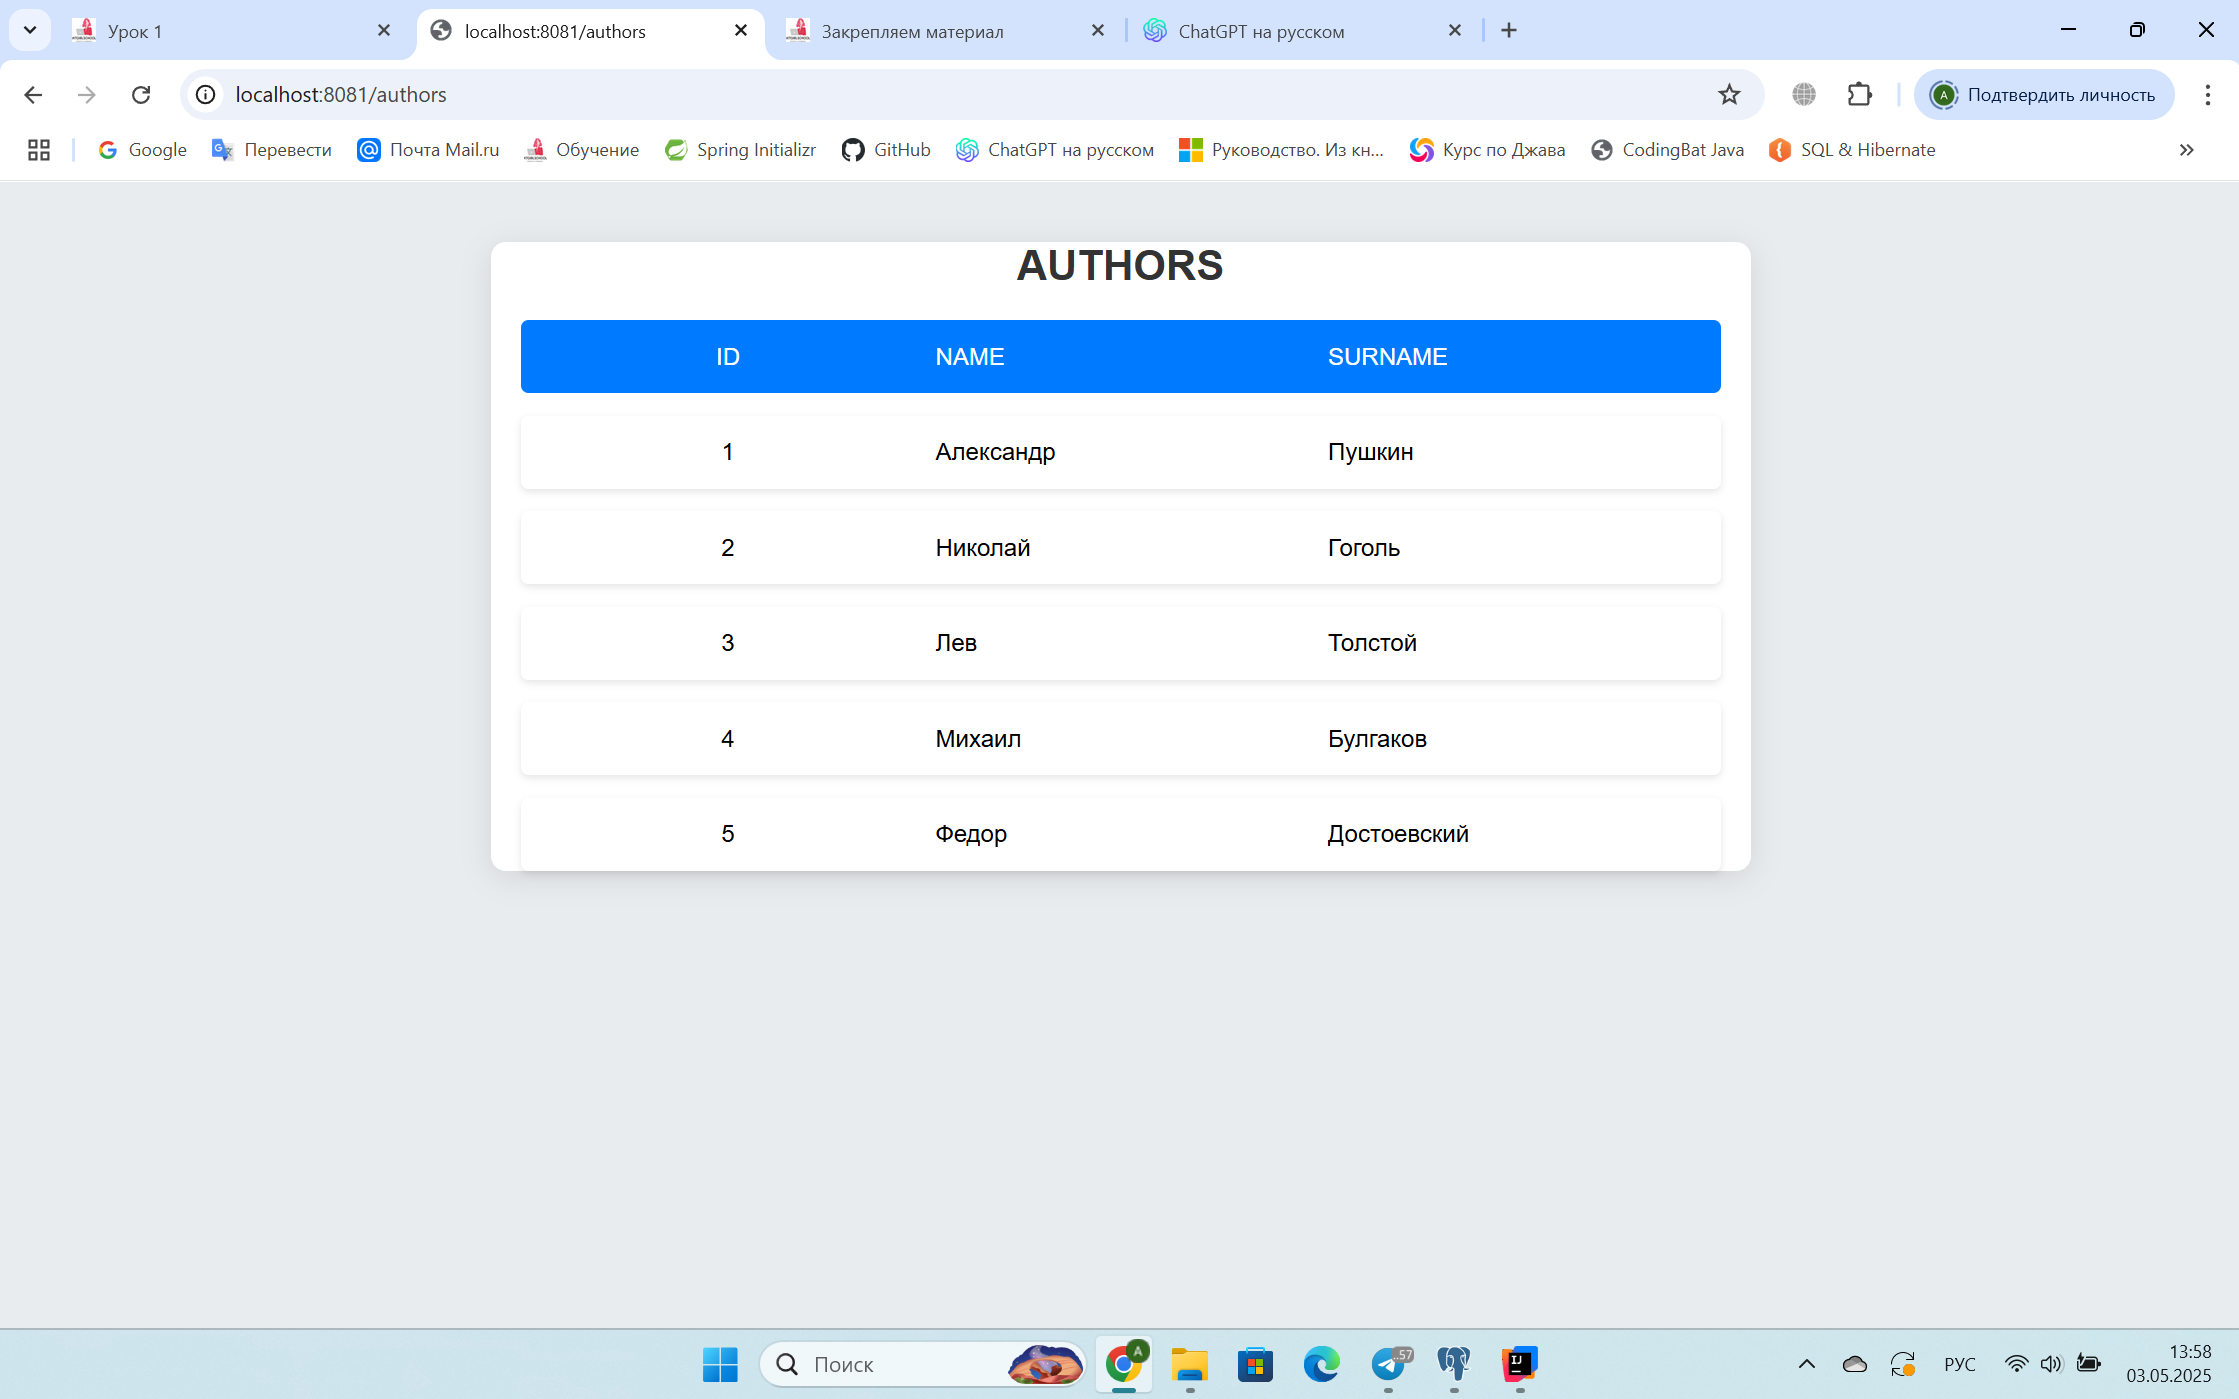 Урок 1
localhost:8081/authors
Закрепляем материал
ChatGPT на русском
localhost:8081/authors
A Подтвердить личность
Google Перевести Почта Mail.ru Обучение Spring Initializr GitHub ChatGPT на русском Руководство. Из кн... Курс по Джава CodingBat Java SQL & Hibernate
AUTHORS
ID NAME SURNAME
1 Александр Пушкин
2 Николай Гоголь
3 Лев Толстой
4 Михаил Булгаков
5 Федор Достоевский
Поиск
A
..57
IJ
РУС
13:58
03.05.2025